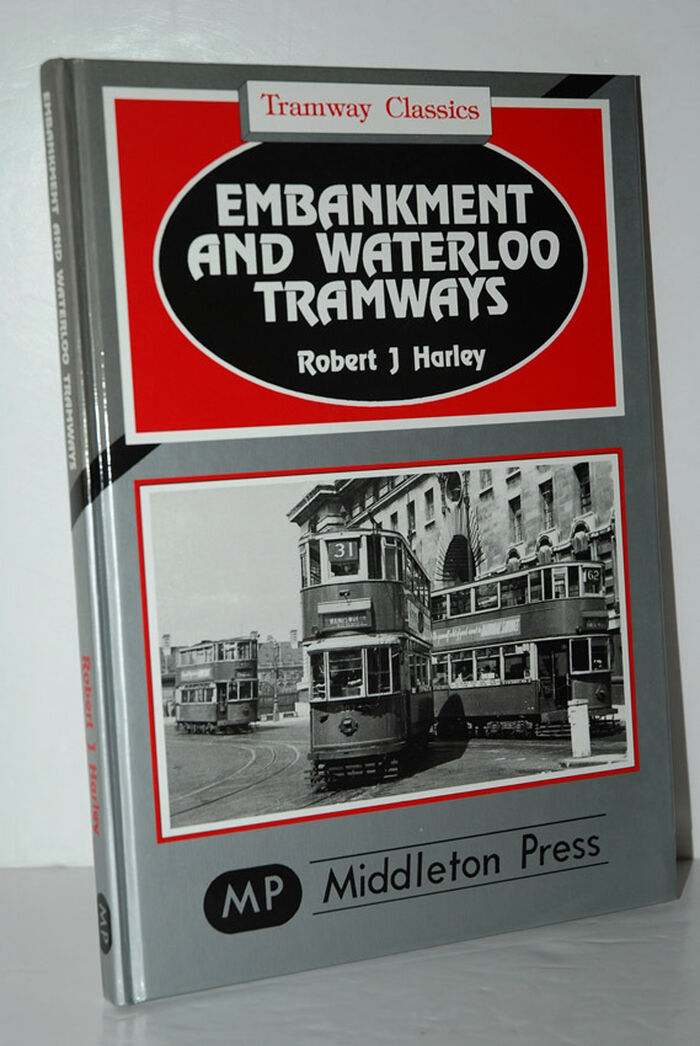 Tramway Classics
EMBANKMENT
AND WATERLOO
TRAMWAYS
Robert J Harley
31
62
MP Middleton Press
EMBANKMENT AND WATERLOO TRAMWAYS
Robert J Harley
MP